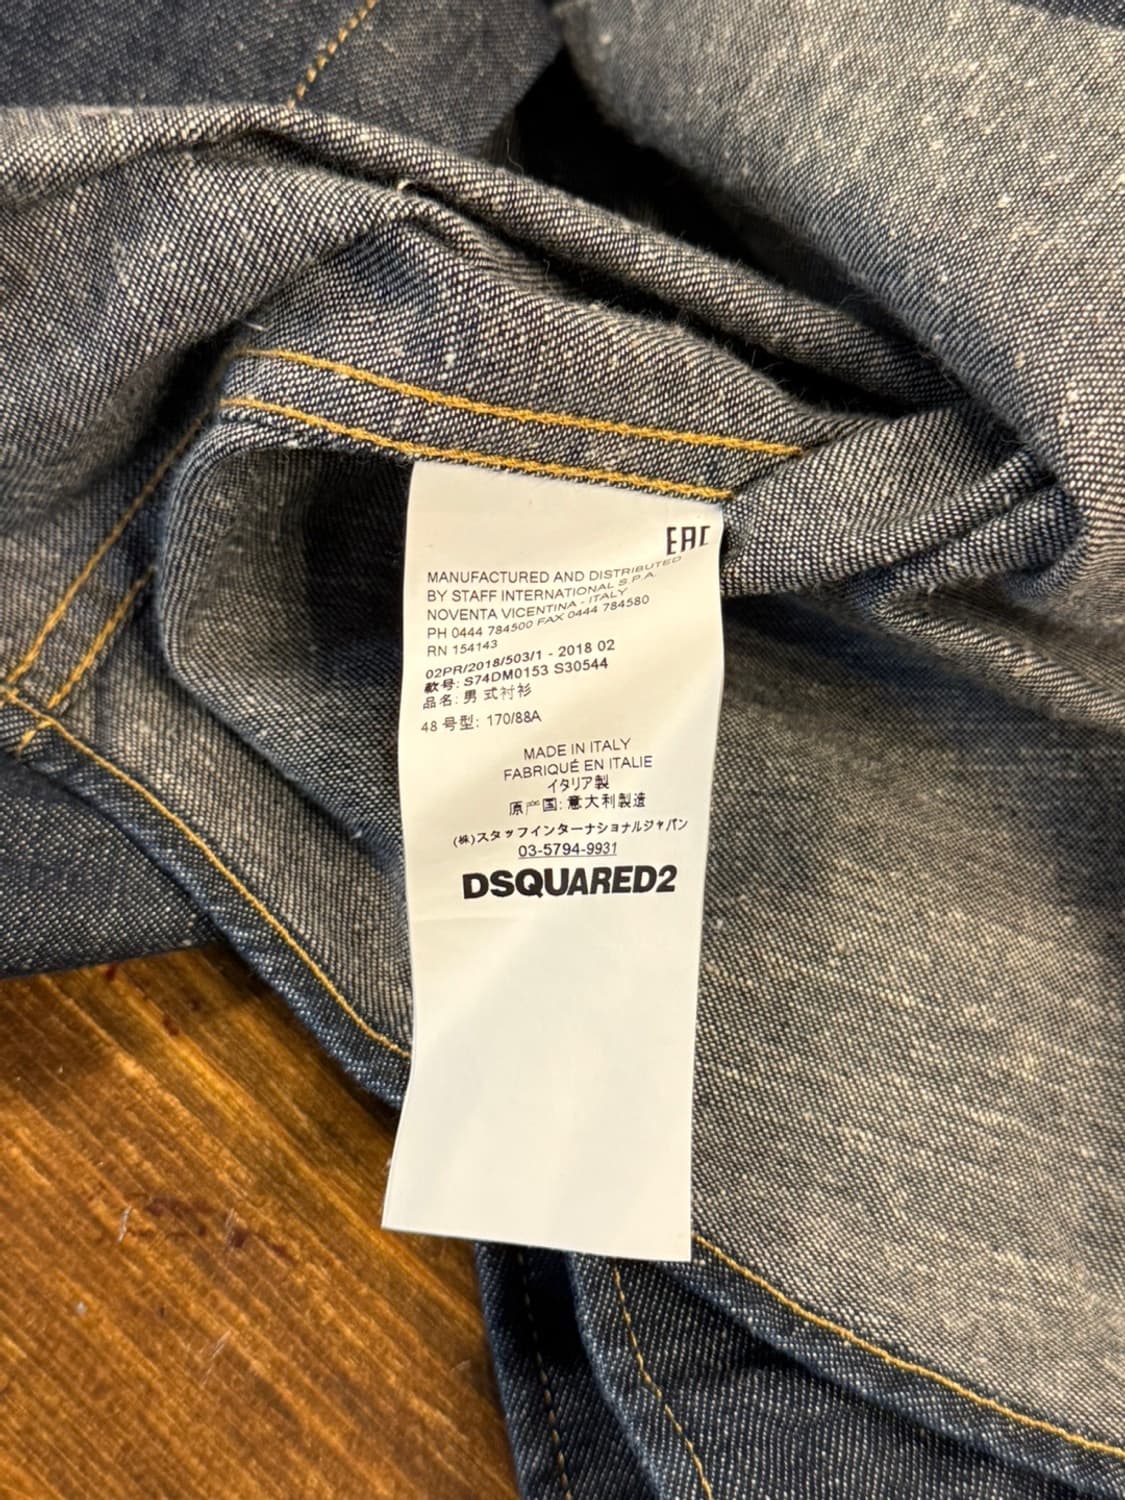 EAC
MANUFACTURED AND DISTRIBUTED
BY STAFF INTERNATIONAL S.P.A.
NOVENTA VICENTINA - ITALY
PH 0444 784500 FAX 0444 784580
RN 154143
02PR/2018/503/1 - 2018 02
款号: S74DM0153 S30544
品名: 男式衬衫
48 号型: 170/88A
MADE IN ITALY
FABRIQUÉ EN ITALIE
イタリア製
原产国: 意大利製造
(株)スタッフインターナショナルジャパン
03-5794-9931
DSQUARED2